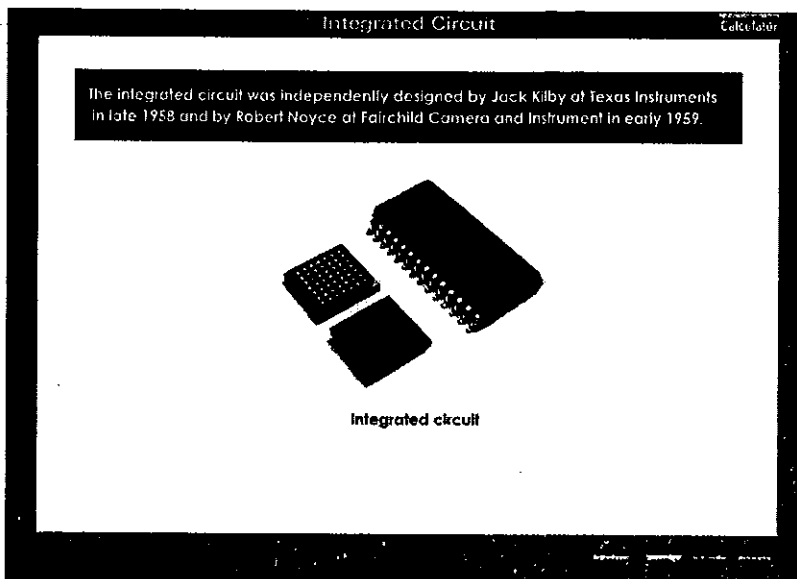 Integrated Circuit
Calculator
The integrated circuit was independently designed by Jack Kilby at Texas Instruments
in late 1958 and by Robert Noyce at Fairchild Camera and Instrument in early 1959.
Integrated circuit